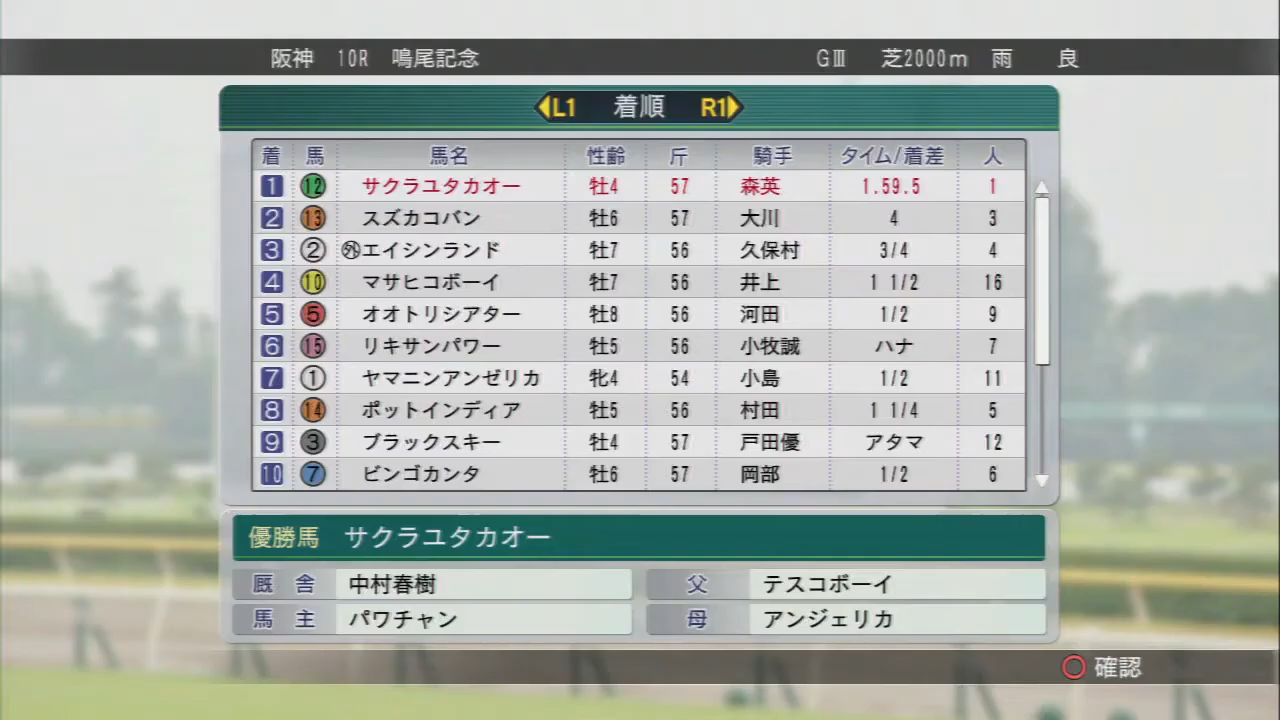 阪神 10R 鳴尾記念 GⅢ 芝2000m 雨 良
L1 着順 R1
着 馬 馬名 性齢 斤 騎手 タイム/着差 人
1 12 サクラユタカオー 牡4 57 森英 1.59.5 1
2 13 スズカコバン 牡6 57 大川 4 3
3 2 外エイシンランド 牡7 56 久保村 3/4 4
4 10 マサヒコボーイ 牡7 56 井上 1 1/2 16
5 5 オオトリシアター 牡8 56 河田 1/2 9
6 15 リキサンパワー 牡5 56 小牧誠 ハナ 7
7 1 ヤマニンアンゼリカ 牝4 54 小島 1/2 11
8 14 ポットインディア 牡5 56 村田 1 1/4 5
9 3 ブラックスキー 牡4 57 戸田優 アタマ 12
10 7 ビンゴカンタ 牡6 57 岡部 1/2 6
優勝馬 サクラユタカオー
厩舎 中村春樹 父 テスコボーイ
馬主 パワチャン 母 アンジェリカ
確認